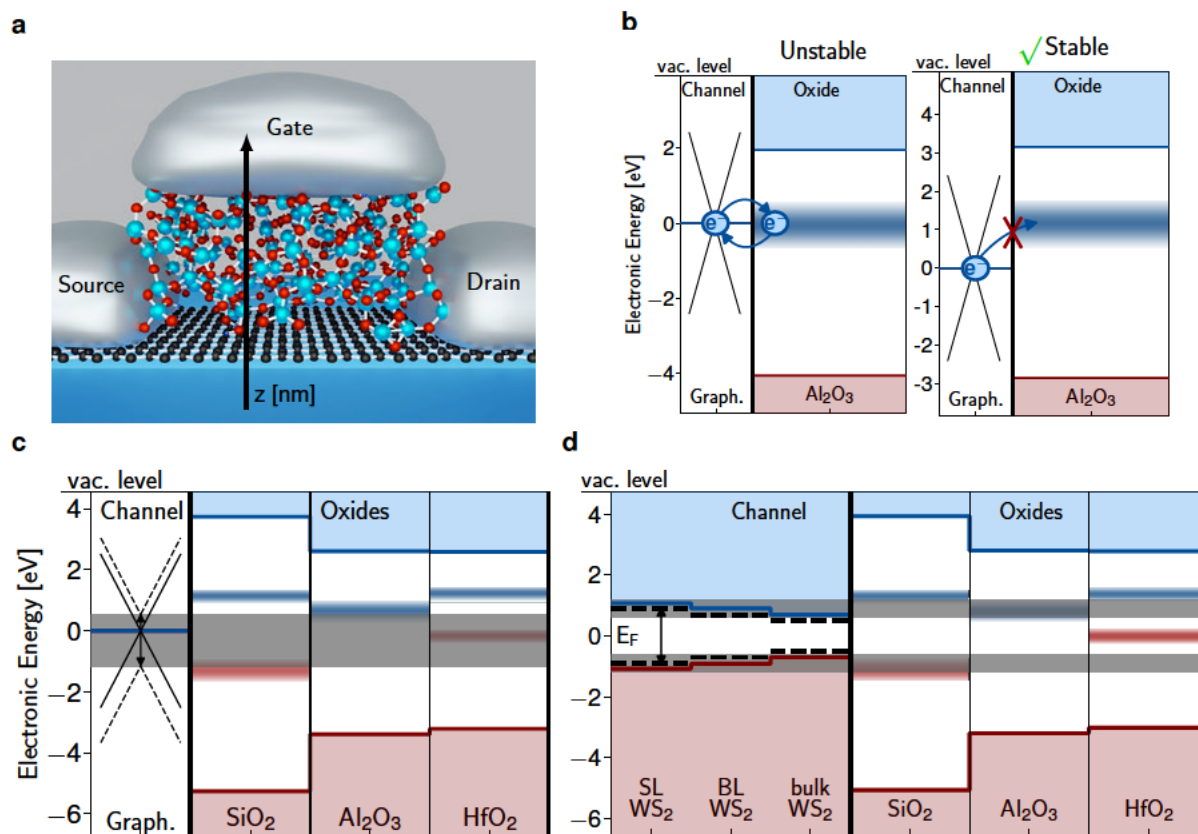 a
Gate
Source
Drain
z [nm]
b
Unstable
√ Stable
vac. level
Channel
Oxide
Electronic Energy [eV]
2
0
−2
−4
e⁻
e⁻
Graph.
Al₂O₃
vac. level
Channel
Oxide
4
3
2
1
0
-1
-2
-3
e⁻
Graph.
Al₂O₃
c
vac. level
Channel
Oxides
Electronic Energy [eV]
4
2
0
−2
−4
−6
Graph.
SiO₂
Al₂O₃
HfO₂
d
vac. level
Channel
Oxides
4
2
0
−2
−4
−6
E_F
SL
WS₂
BL
WS₂
bulk
WS₂
SiO₂
Al₂O₃
HfO₂